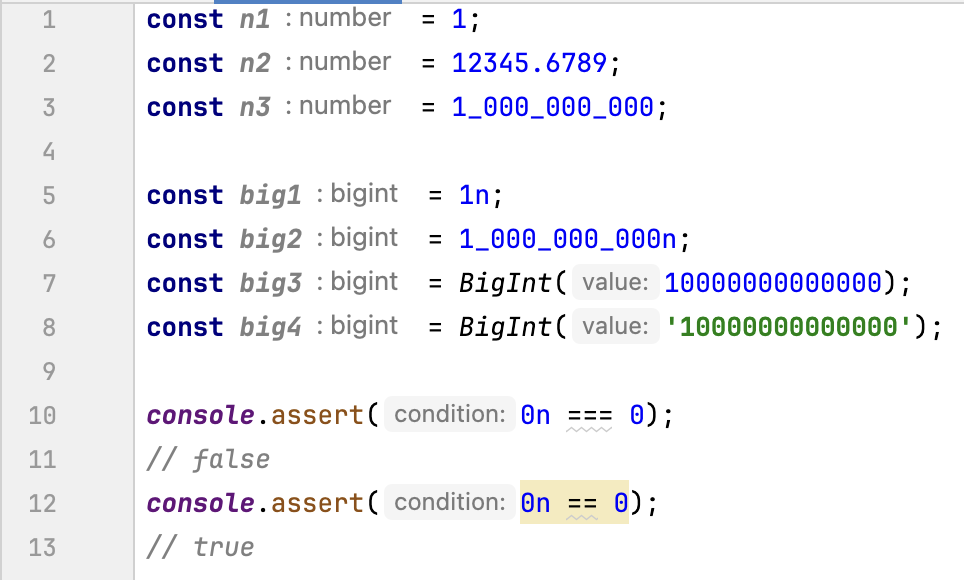 1 const n1 : number = 1;
2 const n2 : number = 12345.6789;
3 const n3 : number = 1_000_000_000;
4
5 const big1 : bigint = 1n;
6 const big2 : bigint = 1_000_000_000n;
7 const big3 : bigint = BigInt( value: 10000000000000);
8 const big4 : bigint = BigInt( value: '10000000000000');
9
10 console.assert( condition: 0n === 0);
11 // false
12 console.assert( condition: 0n == 0);
13 // true